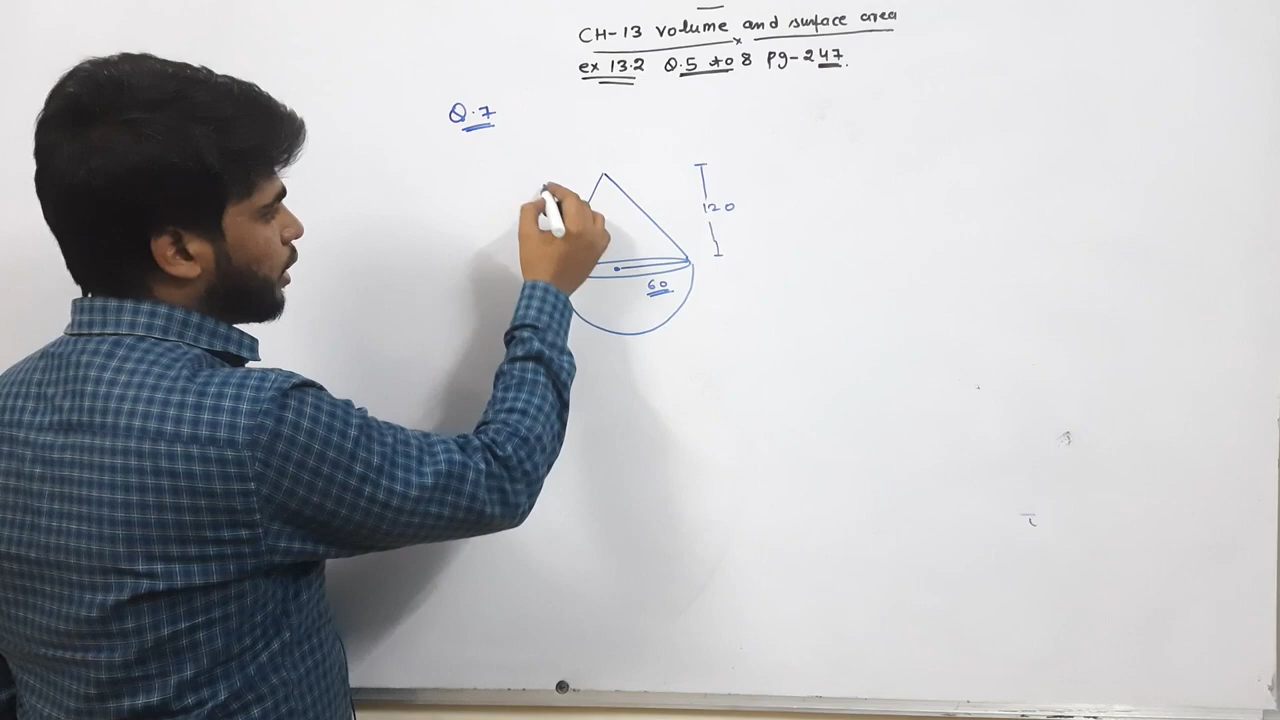 CH-13 Volume and surface area
ex 13.2 Q.5 to 8 pg-247.
Q.7
120
60